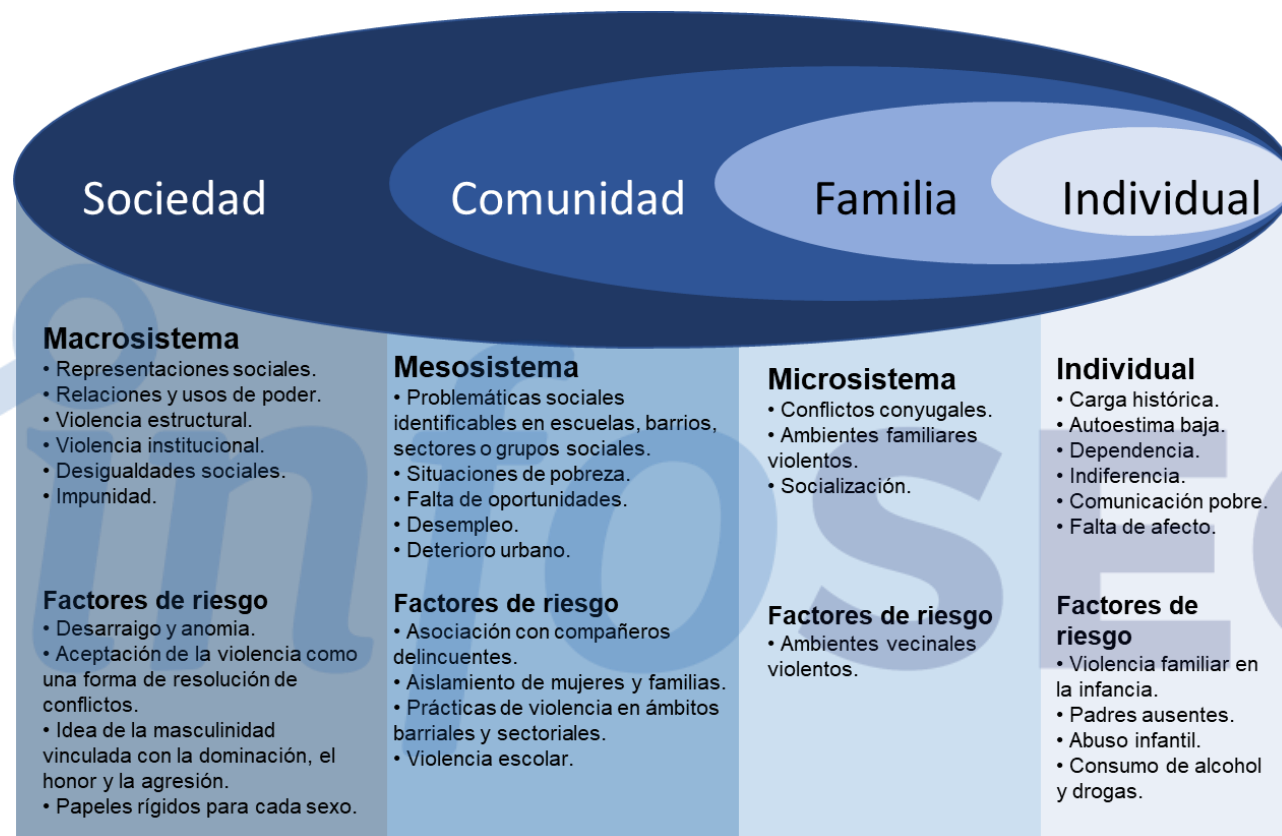 Sociedad
Comunidad
Familia
Individual
Macrosistema
• Representaciones sociales.
• Relaciones y usos de poder.
• Violencia estructural.
• Violencia institucional.
• Desigualdades sociales.
• Impunidad.
Factores de riesgo
• Desarraigo y anomia.
• Aceptación de la violencia como
una forma de resolución de
conflictos.
• Idea de la masculinidad
vinculada con la dominación, el
honor y la agresión.
• Papeles rígidos para cada sexo.
Mesosistema
• Problemáticas sociales
identificables en escuelas, barrios,
sectores o grupos sociales.
• Situaciones de pobreza.
• Falta de oportunidades.
• Desempleo.
• Deterioro urbano.
Factores de riesgo
• Asociación con compañeros
delincuentes.
• Aislamiento de mujeres y familias.
• Prácticas de violencia en ámbitos
barriales y sectoriales.
• Violencia escolar.
Microsistema
• Conflictos conyugales.
• Ambientes familiares
violentos.
• Socialización.
Factores de riesgo
• Ambientes vecinales
violentos.
Individual
• Carga histórica.
• Autoestima baja.
• Dependencia.
• Indiferencia.
• Comunicación pobre.
• Falta de afecto.
Factores de
riesgo
• Violencia familiar en
la infancia.
• Padres ausentes.
• Abuso infantil.
• Consumo de alcohol
y drogas.